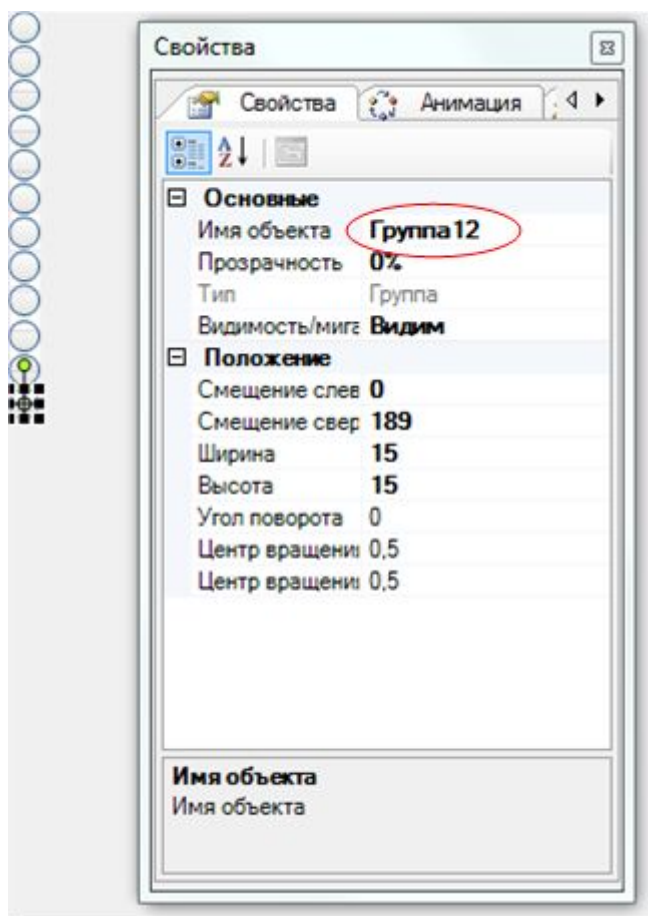 Свойства
Свойства Анимация
Основные
Имя объекта Группа12
Прозрачность 0%
Тип Группа
Видимость/мига Видим
Положение
Смещение слев 0
Смещение свер 189
Ширина 15
Высота 15
Угол поворота 0
Центр вращени 0,5
Центр вращени 0,5
Имя объекта
Имя объекта